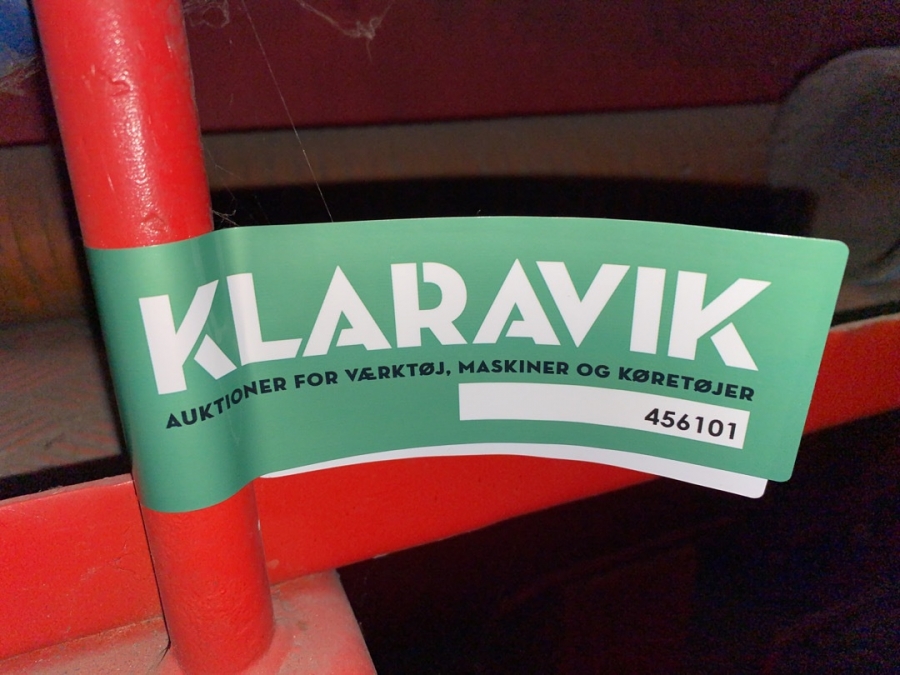 KLARAVIK
AUKTIONER FOR VÆRKTØJ, MASKINER OG KØRETØJER
456101